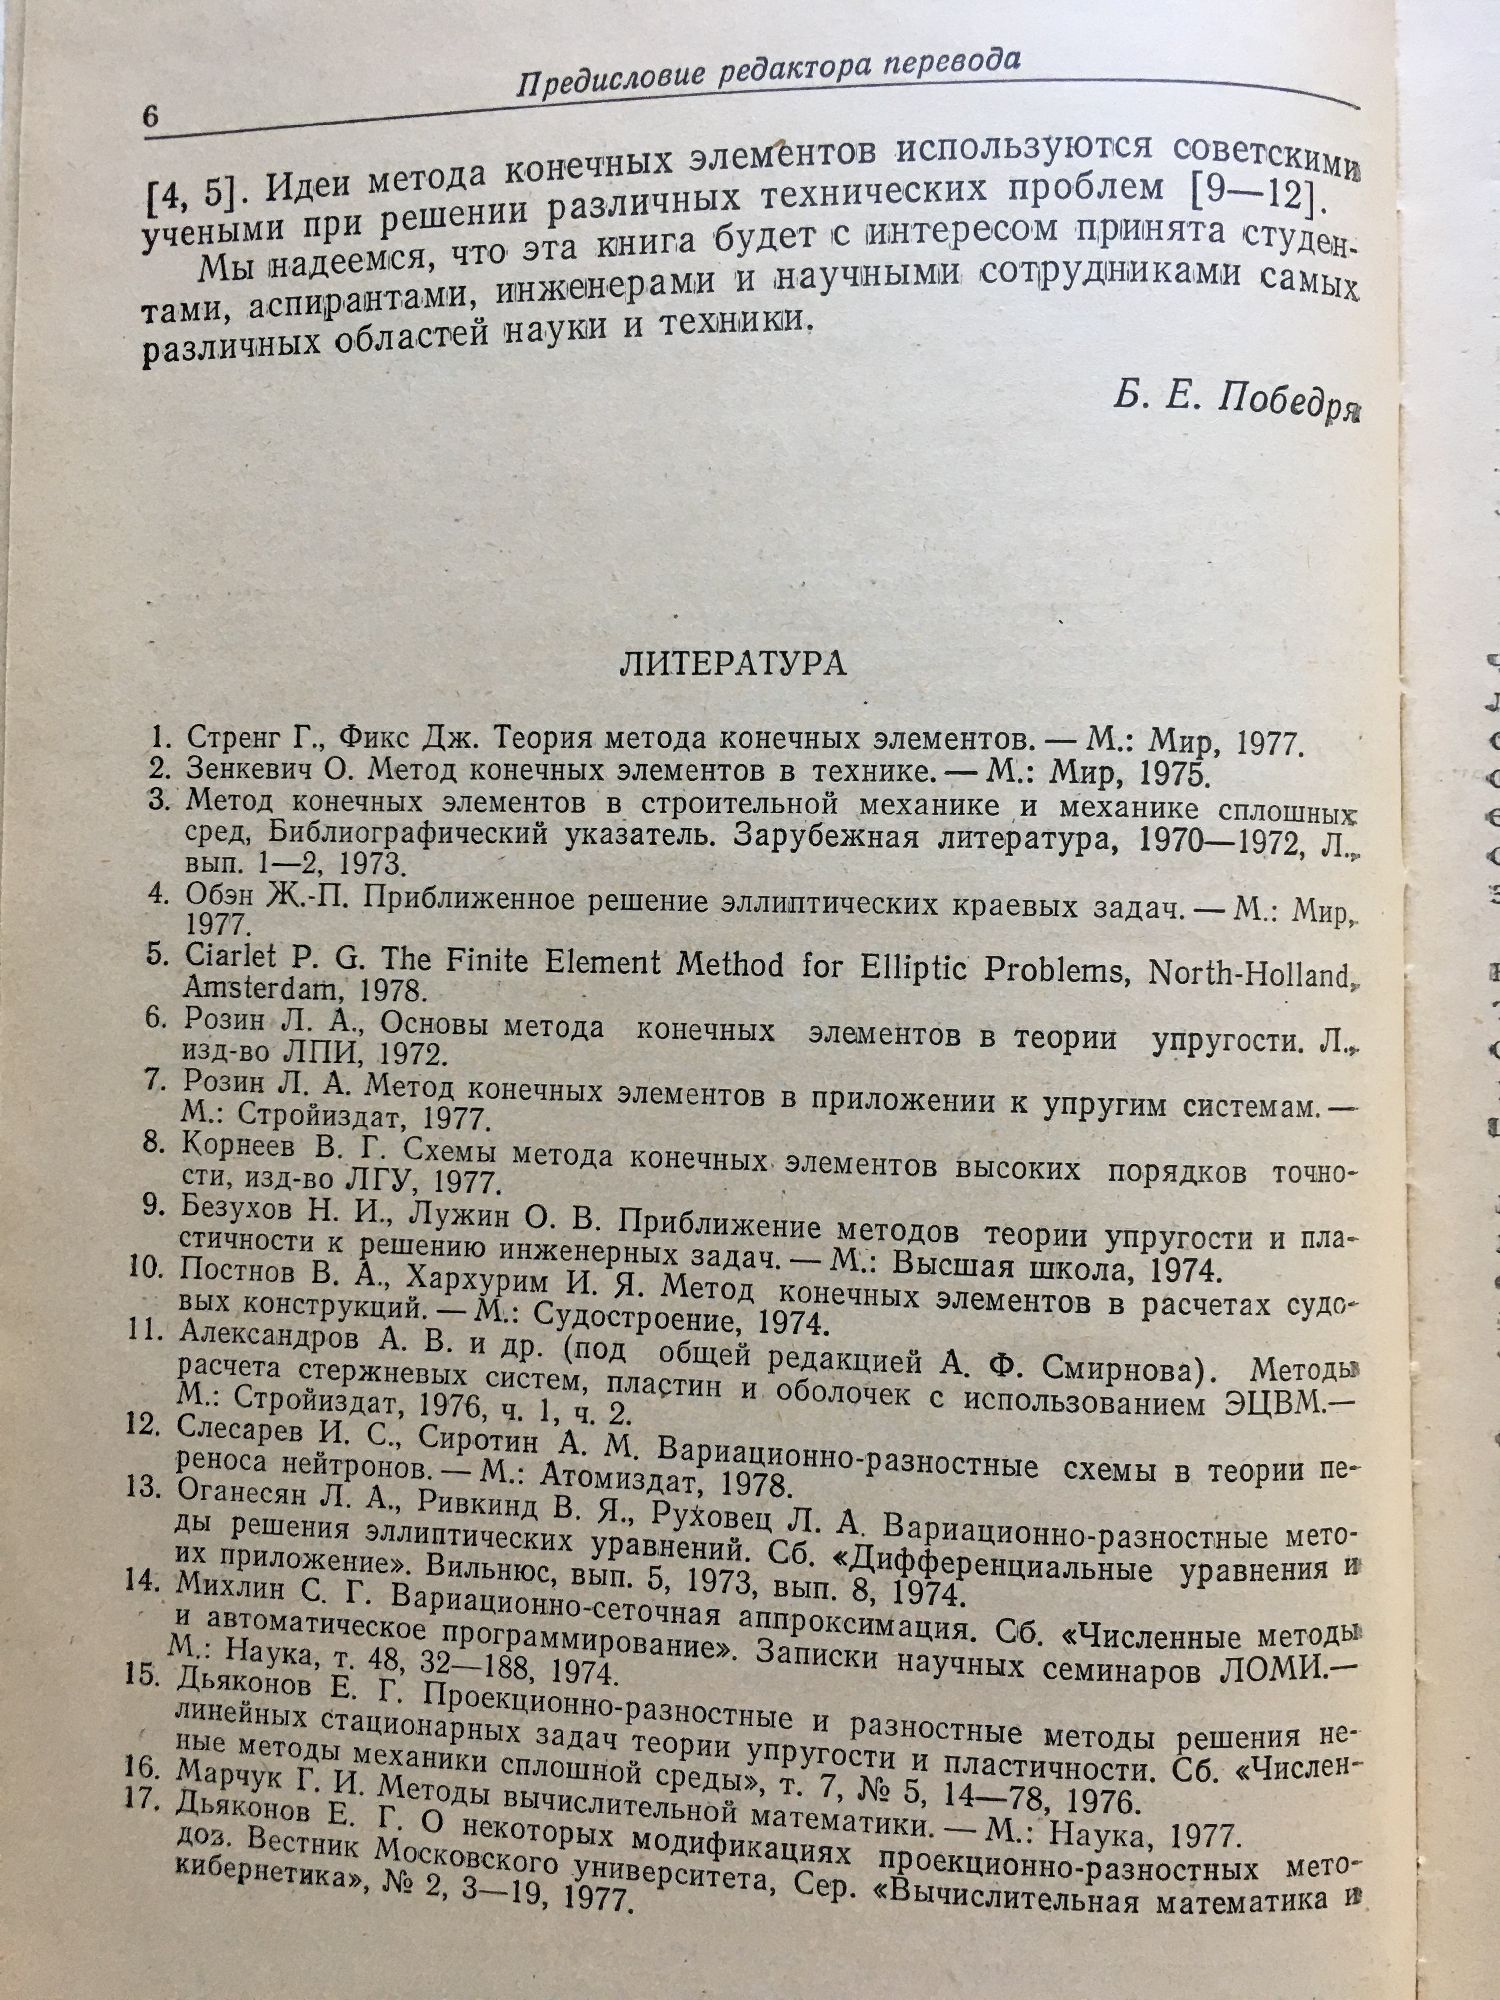 6
Предисловие редактора перевода
[4, 5]. Идеи метода конечных элементов используются советскими
учеными при решении различных технических проблем [9—12].
Мы надеемся, что эта книга будет с интересом принята студен-
тами, аспирантами, инженерами и научными сотрудниками самых
различных областей науки и техники.
Б. Е. Победря
ЛИТЕРАТУРА
1. Стренг Г., Фикс Дж. Теория метода конечных элементов. — М.: Мир, 1977.
2. Зенкевич О. Метод конечных элементов в технике. — М.: Мир, 1975.
3. Метод конечных элементов в строительной механике и механике сплошных
сред, Библиографический указатель. Зарубежная литература, 1970—1972, Л.,
вып. 1—2, 1973.
4. Обэн Ж.-П. Приближенное решение эллиптических краевых задач. — М.: Мир,
1977.
5. Ciarlet P. G. The Finite Element Method for Elliptic Problems, North-Holland,
Amsterdam, 1978.
6. Розин Л. А., Основы метода конечных элементов в теории упругости. Л.,
изд-во ЛПИ, 1972.
7. Розин Л. А. Метод конечных элементов в приложении к упругим системам. —
М.: Стройиздат, 1977.
8. Корнеев В. Г. Схемы метода конечных элементов высоких порядков точно-
сти, изд-во ЛГУ, 1977.
9. Безухов Н. И., Лужин О. В. Приближение методов теории упругости и пла-
стичности к решению инженерных задач. — М.: Высшая школа, 1974.
10. Постнов В. А., Хархурим И. Я. Метод конечных элементов в расчетах судо-
вых конструкций. — М.: Судостроение, 1974.
11. Александров А. В. и др. (под общей редакцией А. Ф. Смирнова). Методы
расчета стержневых систем, пластин и оболочек с использованием ЭЦВМ.—
М.: Стройиздат, 1976, ч. 1, ч. 2.
12. Слесарев И. С., Сиротин А. М. Вариационно-разностные схемы в теории пе-
реноса нейтронов. — М.: Атомиздат, 1978.
13. Оганесян Л. А., Ривкинд В. Я., Руховец Л. А. Вариационно-разностные мето-
ды решения эллиптических уравнений. Сб. «Дифференциальные уравнения и
их приложение». Вильнюс, вып. 5, 1973, вып. 8, 1974.
14. Михлин С. Г. Вариационно-сеточная аппроксимация. Сб. «Численные методы
и автоматическое программирование». Записки научных семинаров ЛОМИ.—
М.: Наука, т. 48, 32—188, 1974.
15. Дьяконов Е. Г. Проекционно-разностные и разностные методы решения не-
линейных стационарных задач теории упругости и пластичности. Сб. «Числен-
ные методы механики сплошной среды», т. 7, № 5, 14—78, 1976.
16. Марчук Г. И. Методы вычислительной математики. — М.: Наука, 1977.
17. Дьяконов Е. Г. О некоторых модификациях проекционно-разностных мето-
доз. Вестник Московского университета, Сер. «Вычислительная математика и
кибернетика», № 2, 3—19, 1977.